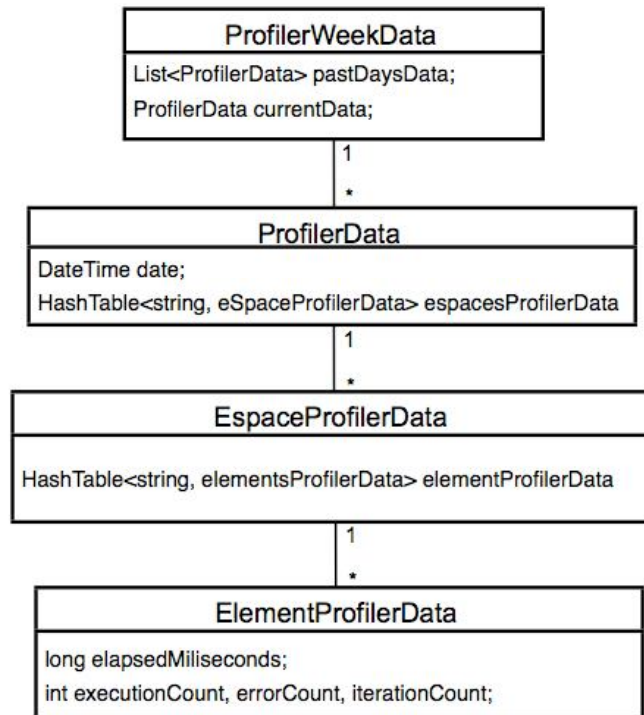 ProfilerWeekData
List<ProfilerData> pastDaysData;
ProfilerData currentData;
1
*
ProfilerData
DateTime date;
HashTable<string, eSpaceProfilerData> espacesProfilerData
1
*
EspaceProfilerData
HashTable<string, elementsProfilerData> elementProfilerData
1
*
ElementProfilerData
long elapsedMiliseconds;
int executionCount, errorCount, iterationCount;